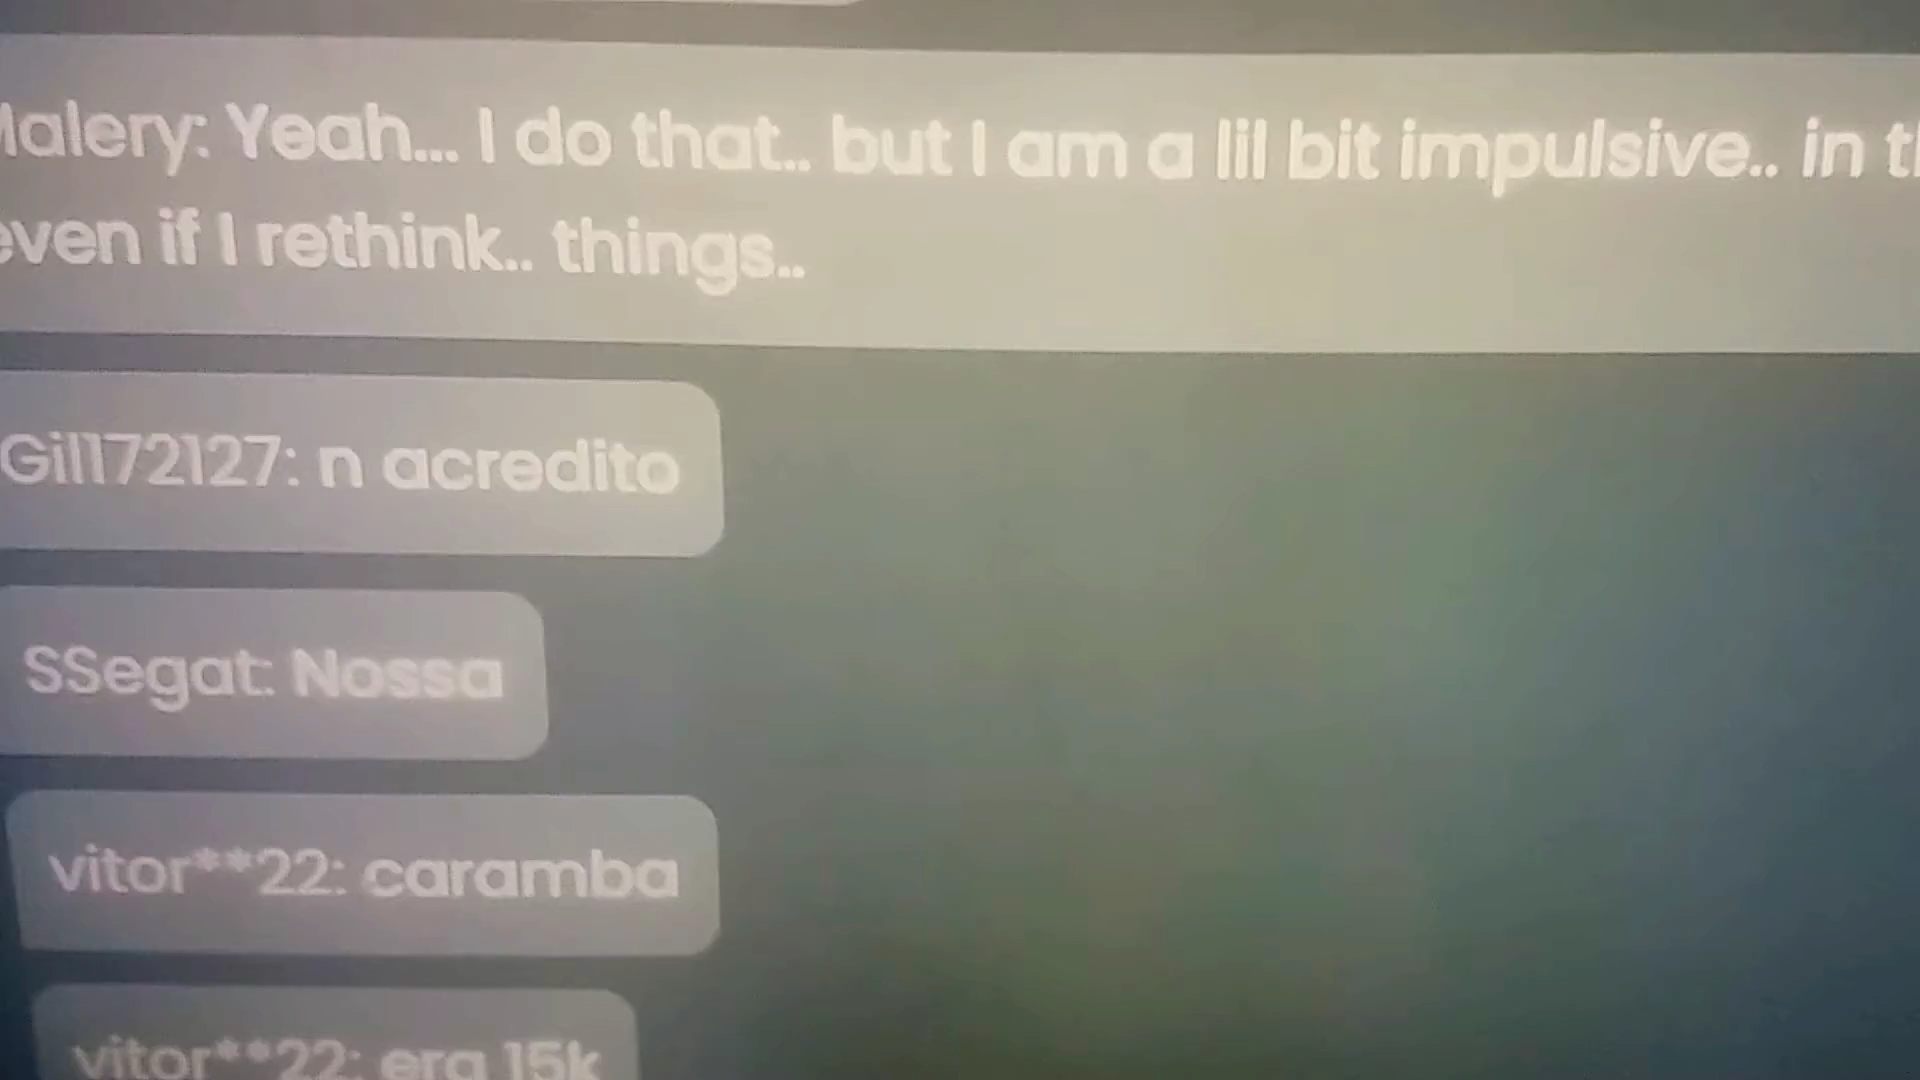 Malery: Yeah... I do that.. but I am a lil bit impulsive.. in
even if I rethink.. things..
Gil172127: n acredito
SSegat: Nossa
vitor**22: caramba
vitor**22: era 15k